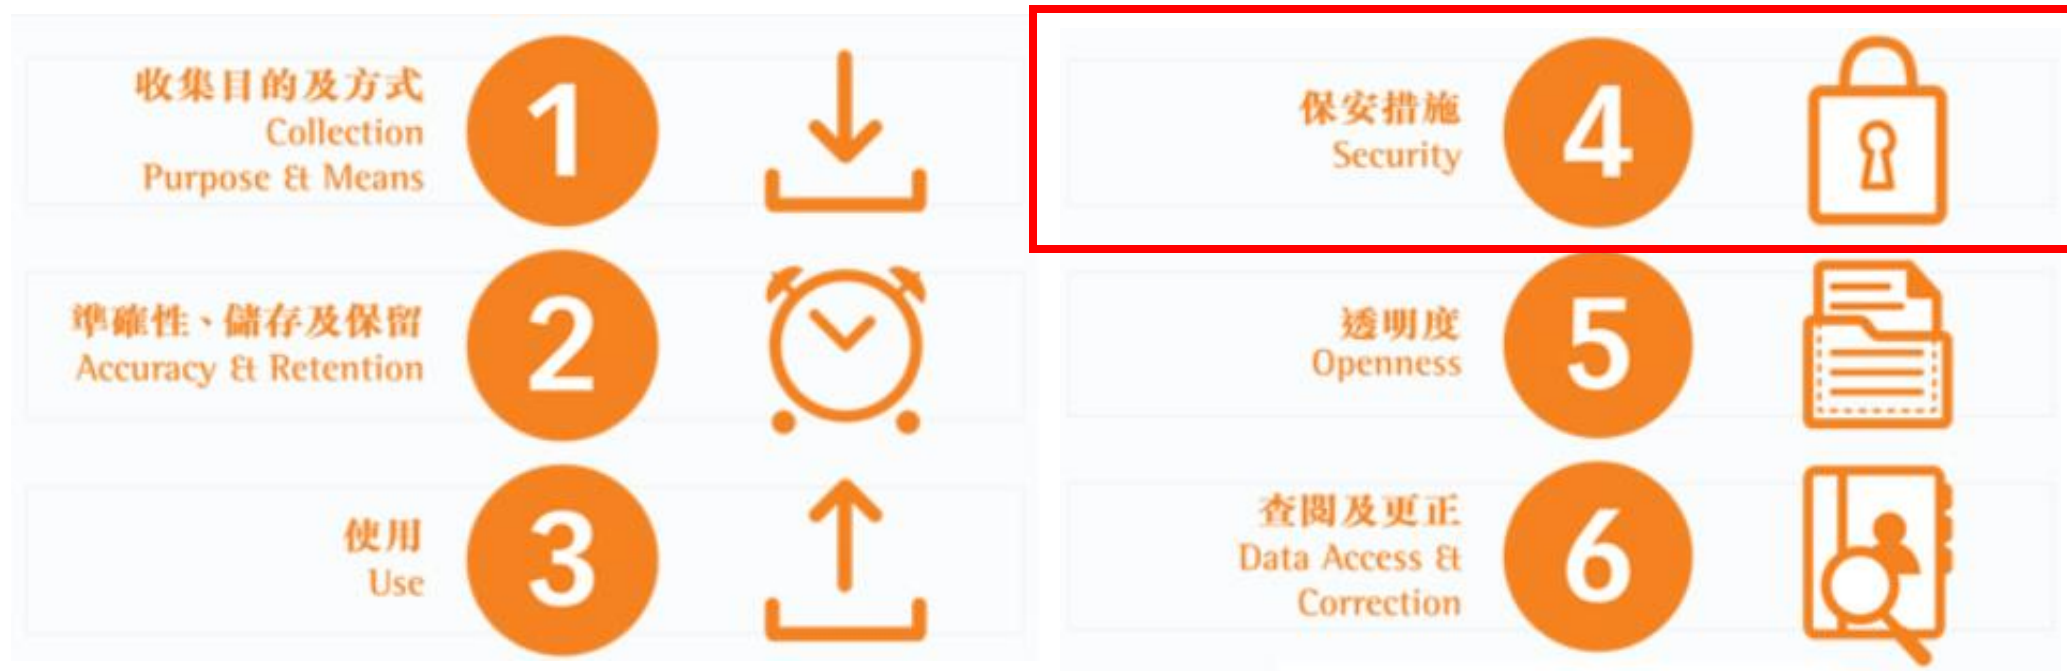 收集目的及方式
Collection
Purpose & Means
1
準確性、儲存及保留
Accuracy & Retention
2
使用
Use
3
保安措施
Security
4
透明度
Openness
5
查閱及更正
Data Access &
Correction
6